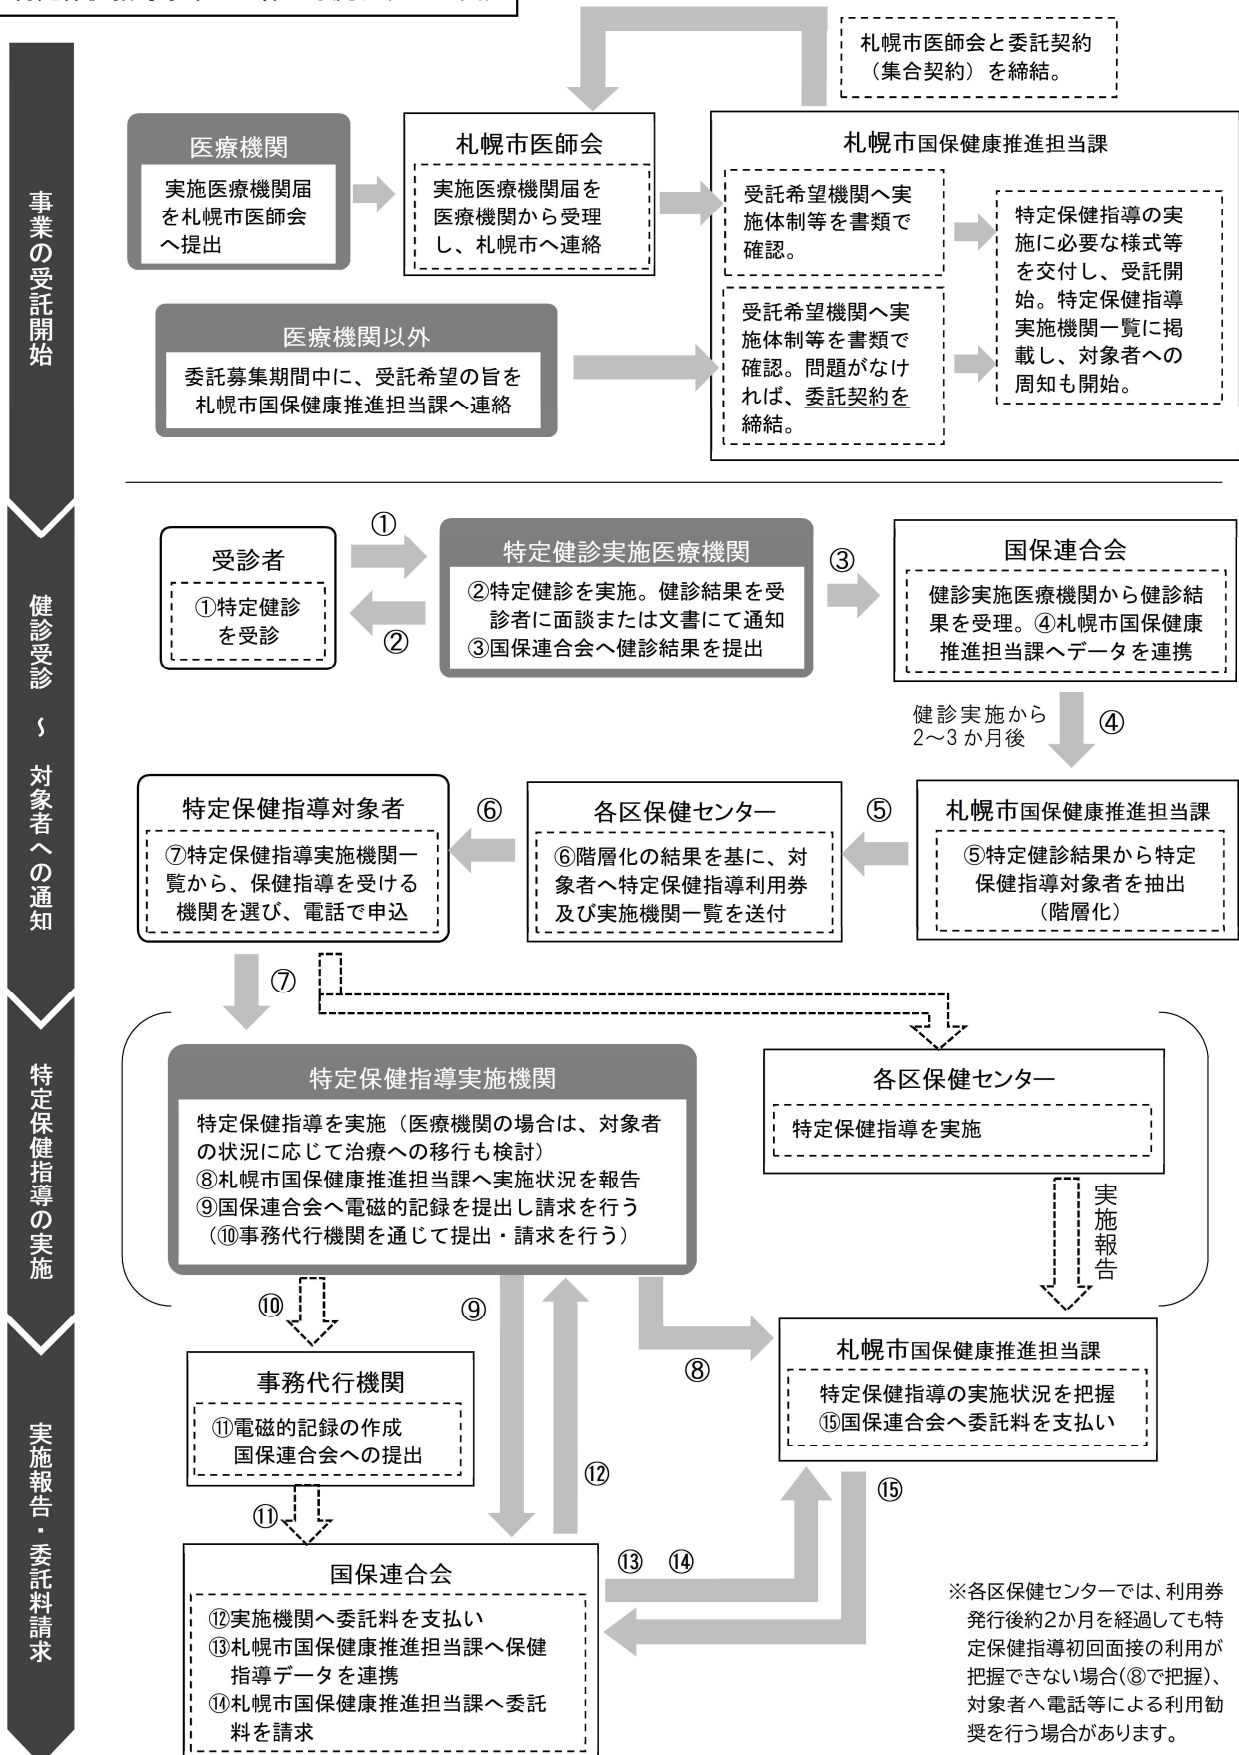 札幌市医師会と委託契約
（集合契約）を締結。
事業の受託開始
医療機関
実施医療機関届
を札幌市医師会
へ提出
札幌市医師会
実施医療機関届を
医療機関から受理
し、札幌市へ連絡
札幌市国保健康推進担当課
受託希望機関へ実
施体制等を書類で
確認。
特定保健指導の実
施に必要な様式等
を交付し、受託開
始。特定保健指導
実施機関一覧に掲
載し、対象者への
周知も開始。
医療機関以外
委託募集期間中に、受託希望の旨を
札幌市国保健康推進担当課へ連絡
受託希望機関へ実
施体制等を書類で
確認。問題がなけ
れば、委託契約を
締結。
健診受診 ～ 対象者への通知
受診者
①特定健診
を受診
①
②
特定健診実施医療機関
②特定健診を実施。健診結果を受
診者に面談または文書にて通知
③国保連合会へ健診結果を提出
③
国保連合会
健診実施医療機関から健診結
果を受理。④札幌市国保健康
推進担当課へデータを連携
健診実施から
2～3か月後
④
特定保健指導対象者
⑦特定保健指導実施機関一
覧から、保健指導を受ける
機関を選び、電話で申込
⑥
各区保健センター
⑥階層化の結果を基に、対
象者へ特定保健指導利用券
及び実施機関一覧を送付
⑤
札幌市国保健康推進担当課
⑤特定健診結果から特定
保健指導対象者を抽出
（階層化）
⑦
特定保健指導の実施
特定保健指導実施機関
特定保健指導を実施（医療機関の場合は、対象者
の状況に応じて治療への移行も検討）
⑧札幌市国保健康推進担当課へ実施状況を報告
⑨国保連合会へ電磁的記録を提出し請求を行う
（⑩事務代行機関を通じて提出・請求を行う）
各区保健センター
特定保健指導を実施
実施報告
⑩
⑨
⑧
実施報告・委託料請求
事務代行機関
⑪電磁的記録の作成
国保連合会への提出
札幌市国保健康推進担当課
特定保健指導の実施状況を把握
⑮国保連合会へ委託料を支払い
⑫
⑮
⑪
⑬ ⑭
国保連合会
⑫実施機関へ委託料を支払い
⑬札幌市国保健康推進担当課へ保健
指導データを連携
⑭札幌市国保健康推進担当課へ委託
料を請求
※各区保健センターでは、利用券
発行後約2か月を経過しても特
定保健指導初回面接の利用が
把握できない場合(⑧で把握)、
対象者へ電話等による利用勧
奨を行う場合があります。